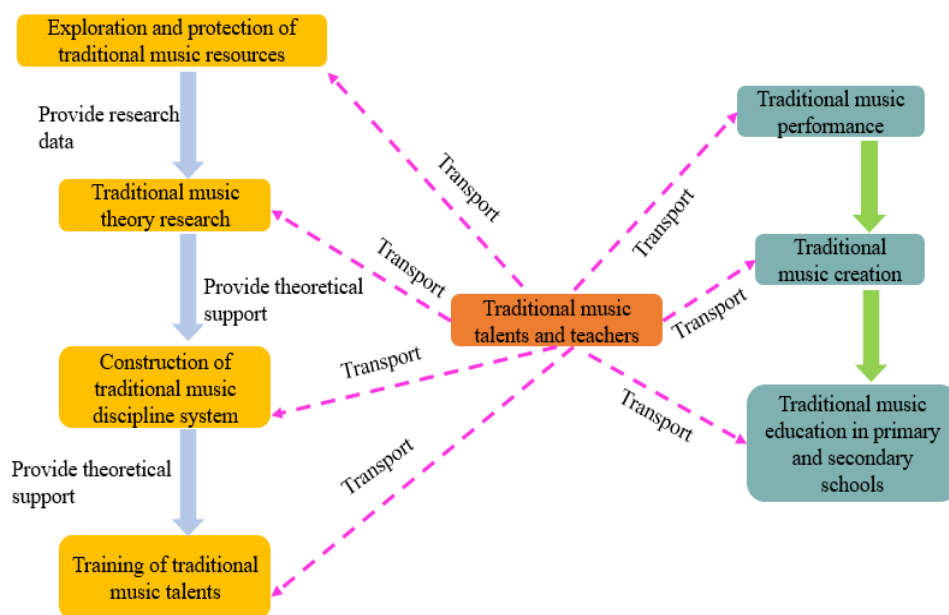 Exploration and protection of
traditional music resources
Provide research
data
Traditional music
theory research
Provide theoretical
support
Construction of
traditional music
discipline system
Provide theoretical
support
Training of traditional
music talents
Transport
Transport
Transport
Transport
Traditional music
talents and teachers
Transport
Transport
Transport
Traditional music
performance
Traditional
music creation
Traditional music
education in primary
and secondary
schools